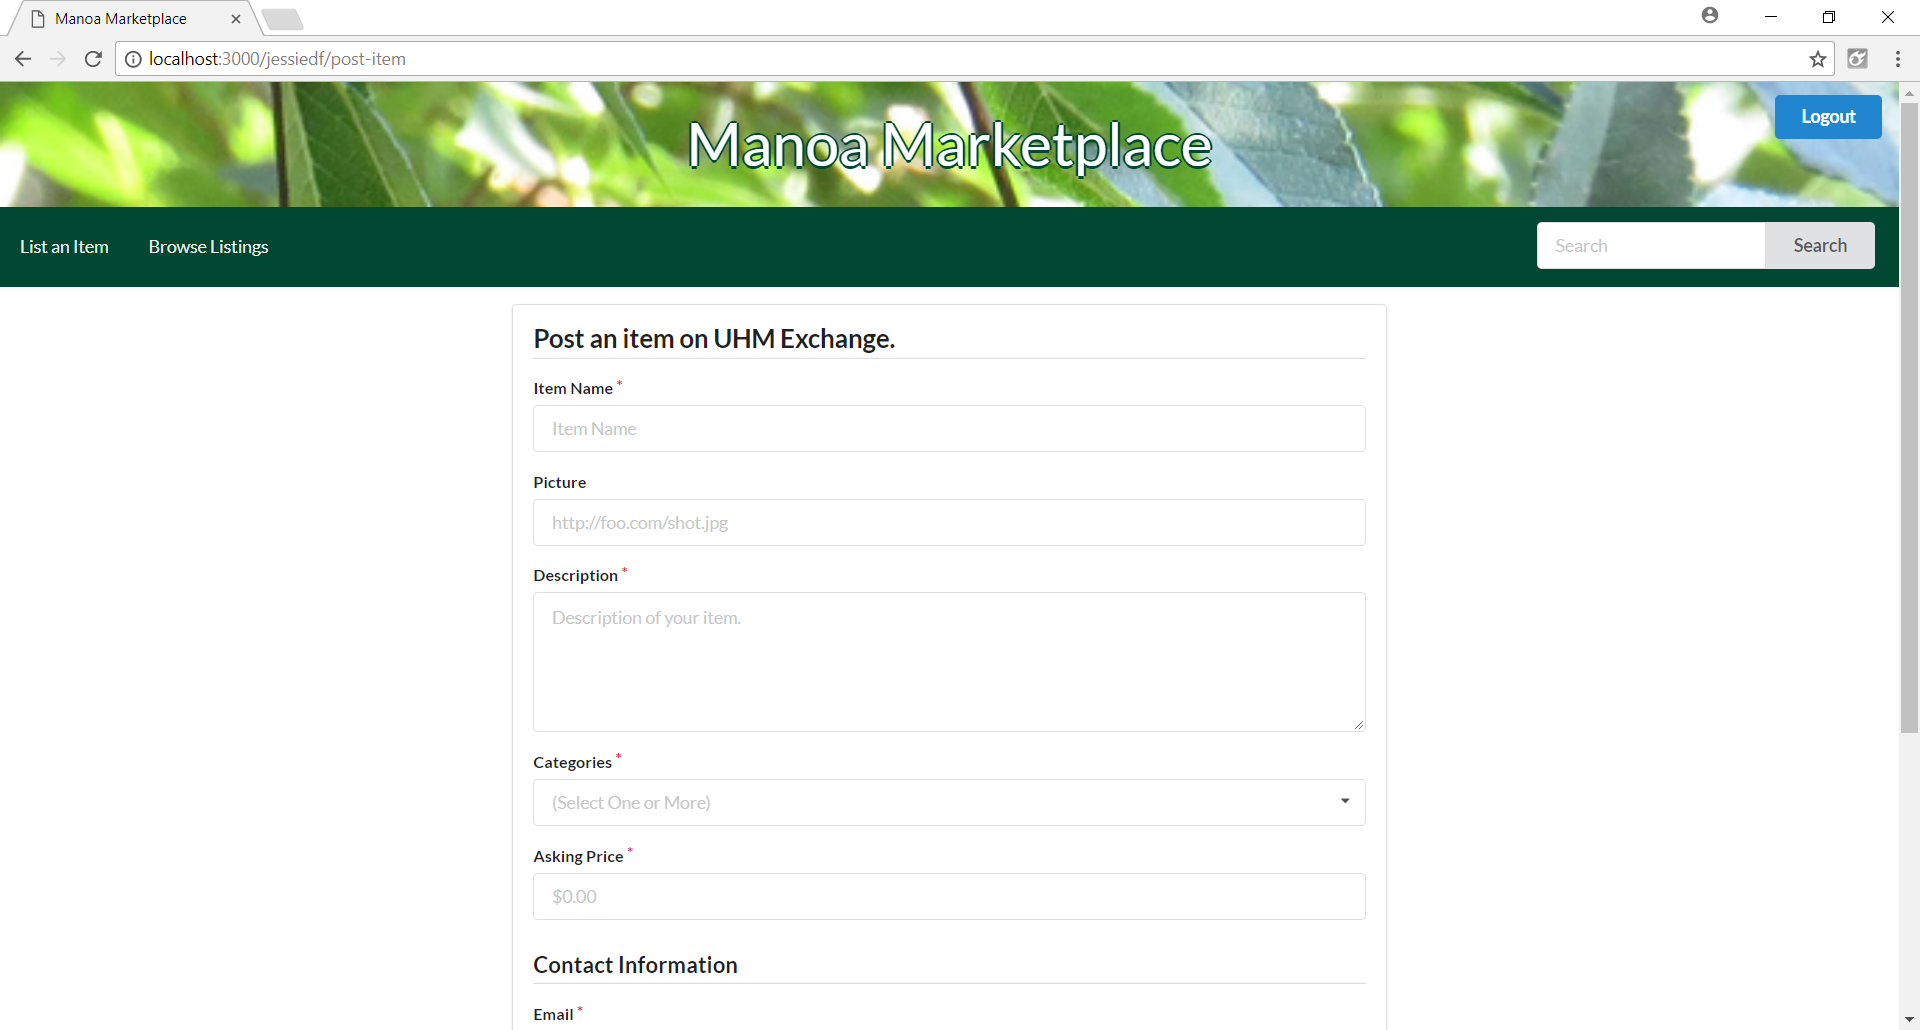 Manoa Marketplace
localhost:3000/jessiedf/post-item
Logout
Manoa Marketplace
List an Item Browse Listings Search Search
Post an item on UHM Exchange.
Item Name *
Item Name
Picture
http://foo.com/shot.jpg
Description *
Description of your item.
Categories *
(Select One or More)
Asking Price *
$0.00
Contact Information
Email *